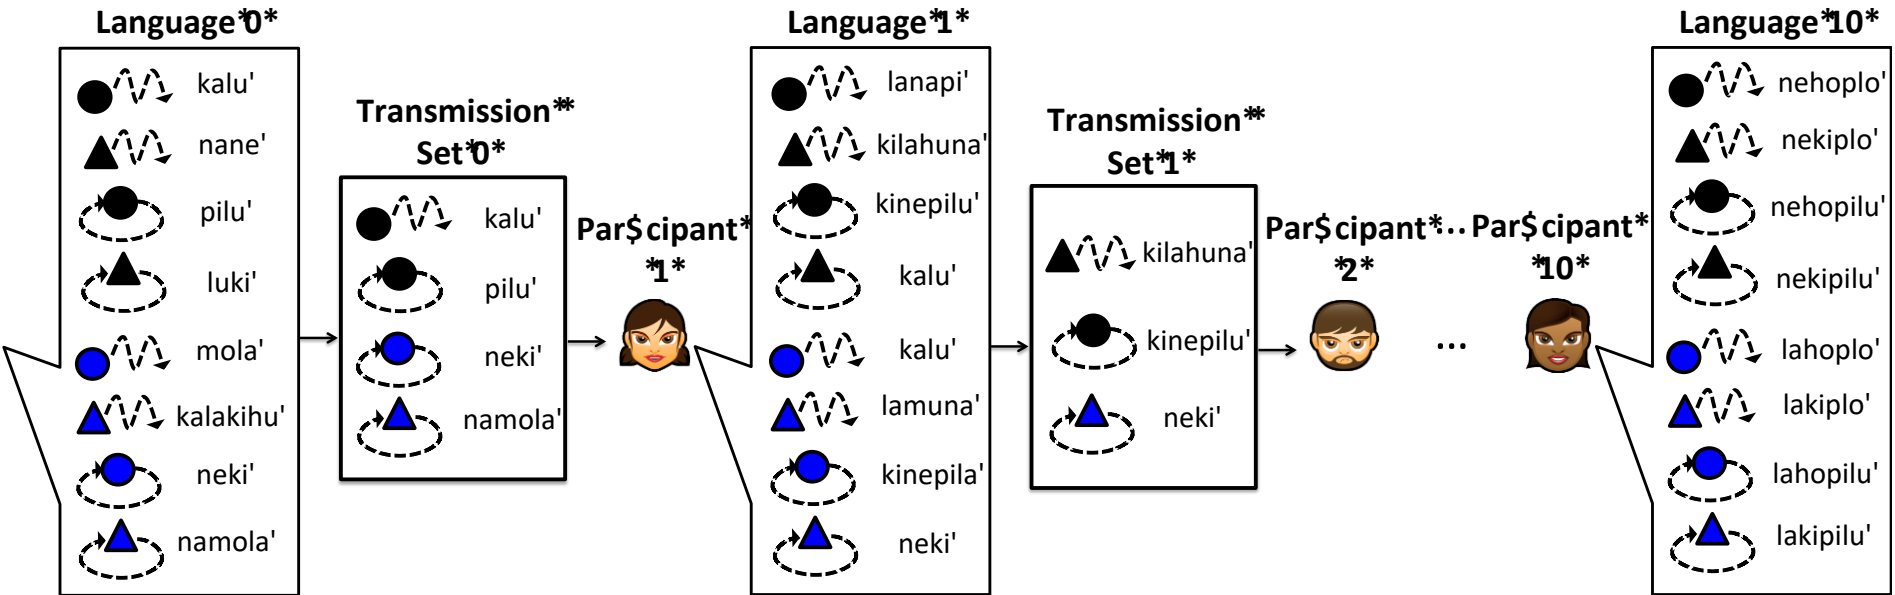 Language*0*
kalu'
nane'
pilu'
luki'
mola'
kalakihu'
neki'
namola'
Transmission**
Set*0*
kalu'
pilu'
neki'
namola'
Par$cipant*
*1*
Language*1*
lanapi'
kilahuna'
kinepilu'
kalu'
kalu'
lamuna'
kinepila'
neki'
Transmission**
Set*1*
kilahuna'
kinepilu'
neki'
Par$cipant*
*2*
...
...
Par$cipant*
*10*
Language*10*
nehoplo'
nekiplo'
nehopilu'
nekipilu'
lahoplo'
lakiplo'
lahopilu'
lakipilu'